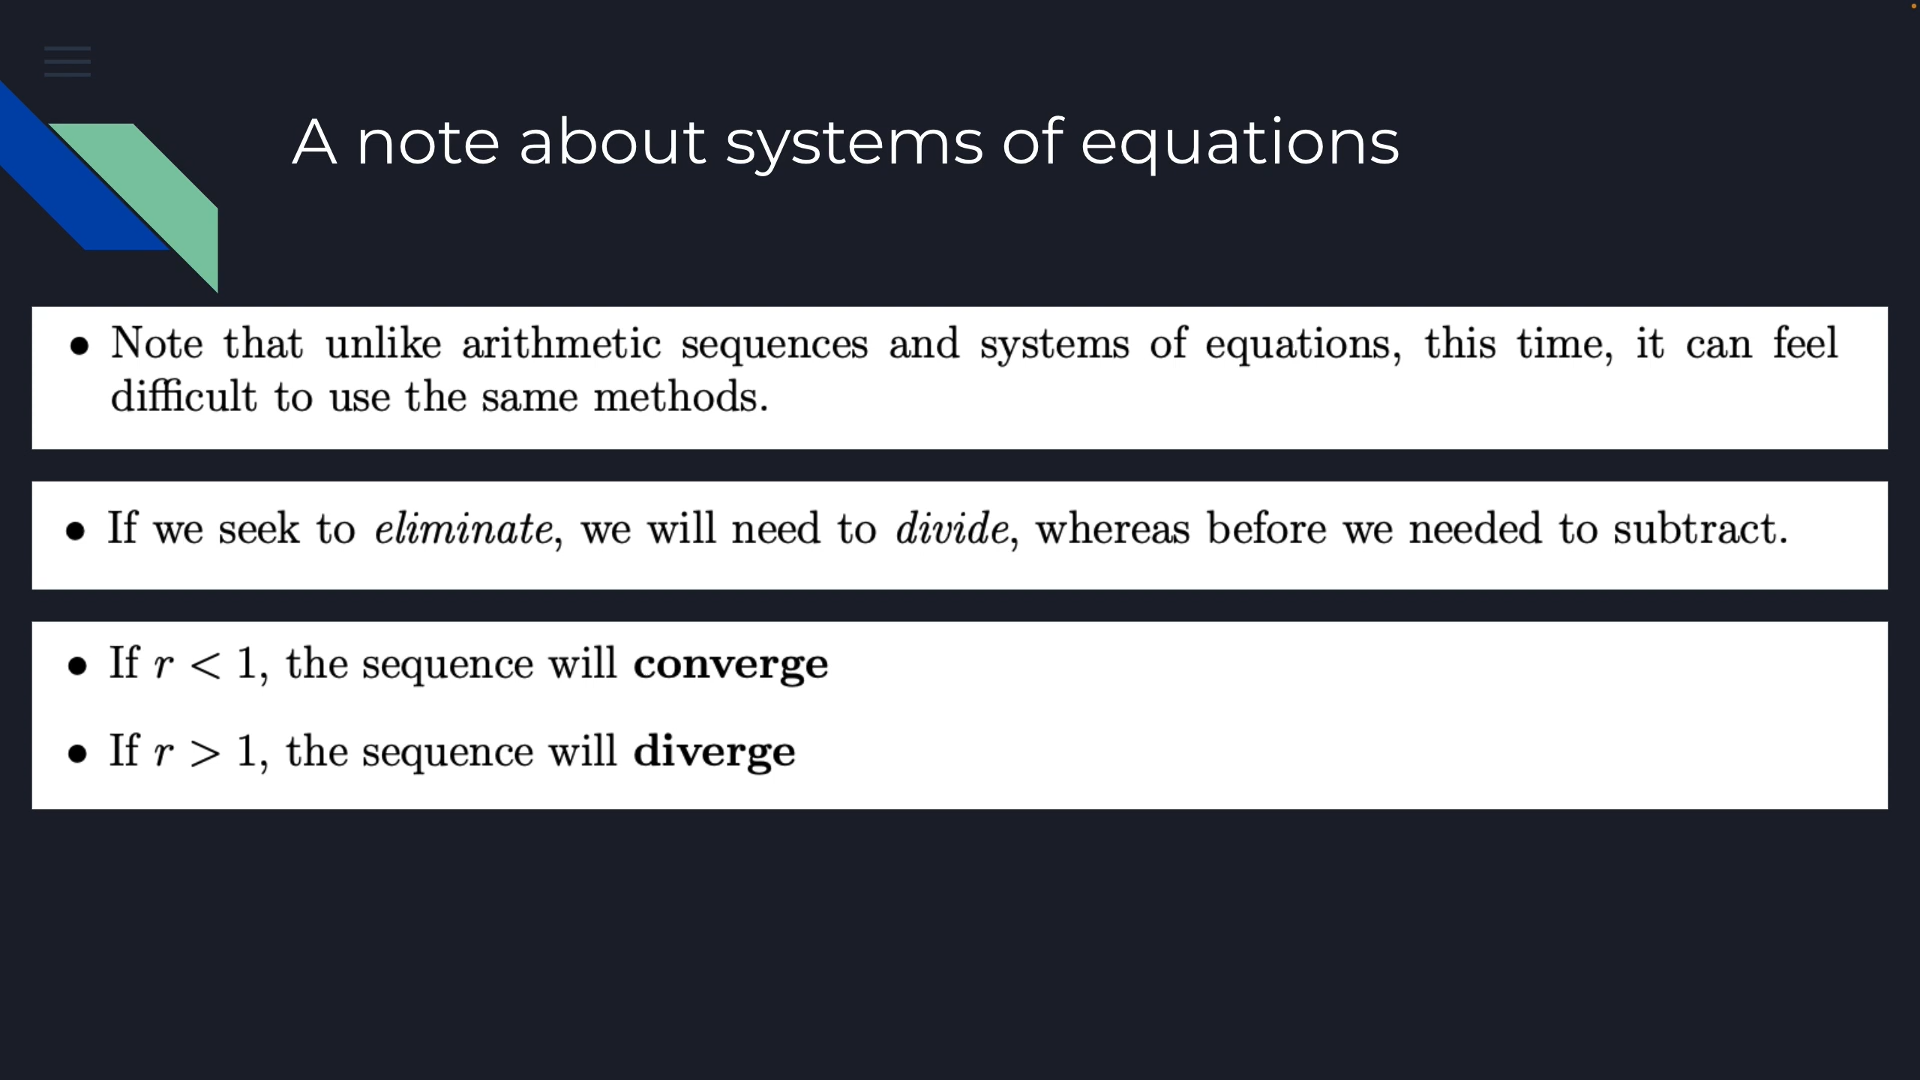 A note about systems of equations
• Note that unlike arithmetic sequences and systems of equations, this time, it can feel
difficult to use the same methods.
• If we seek to eliminate, we will need to divide, whereas before we needed to subtract.
• If r < 1, the sequence will converge
• If r > 1, the sequence will diverge